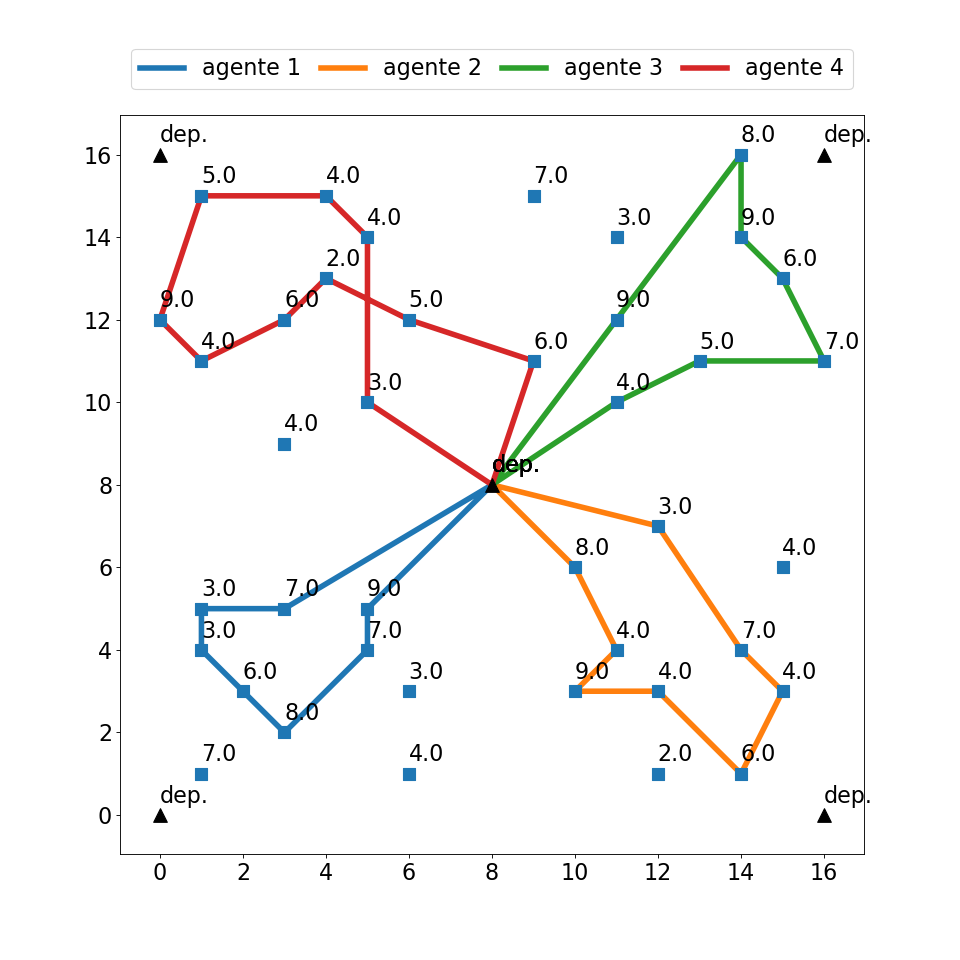 agente 1 agente 2 agente 3 agente 4
dep. 8.0 dep.
16
5.0 4.0 7.0
4.0 3.0 9.0
14
2.0 6.0
9.0 6.0 5.0 9.0
12
4.0 6.0 5.0 7.0
3.0 4.0
10
4.0
dep. dep.
8
3.0
8.0 4.0
6
3.0 7.0 9.0
3.0 7.0 4.0 7.0
4
6.0 3.0 9.0 4.0 4.0
8.0
2
7.0 4.0 2.0 6.0
dep. dep.
0
0 2 4 6 8 10 12 14 16